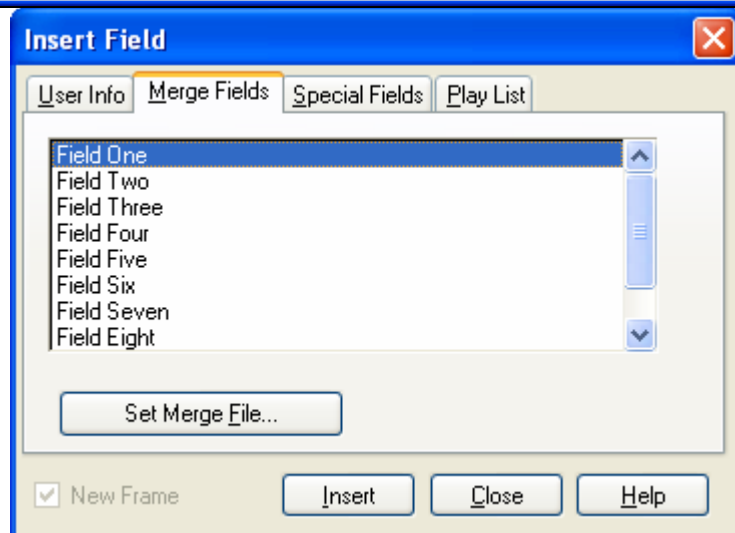 Insert Field
User Info Merge Fields Special Fields Play List
Field One
Field Two
Field Three
Field Four
Field Five
Field Six
Field Seven
Field Eight
Set Merge File...
New Frame Insert Close Help